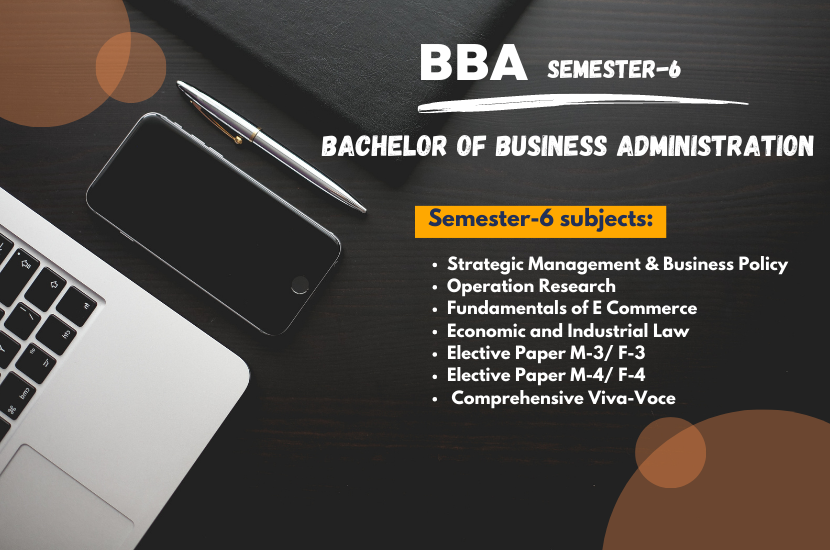 BBA SEMESTER-6
BACHELOR OF BUSINESS ADMINISTRATION
Semester-6 subjects:
• Strategic Management & Business Policy
• Operation Research
• Fundamentals of E Commerce
• Economic and Industrial Law
• Elective Paper M-3/ F-3
• Elective Paper M-4/ F-4
• Comprehensive Viva-Voce